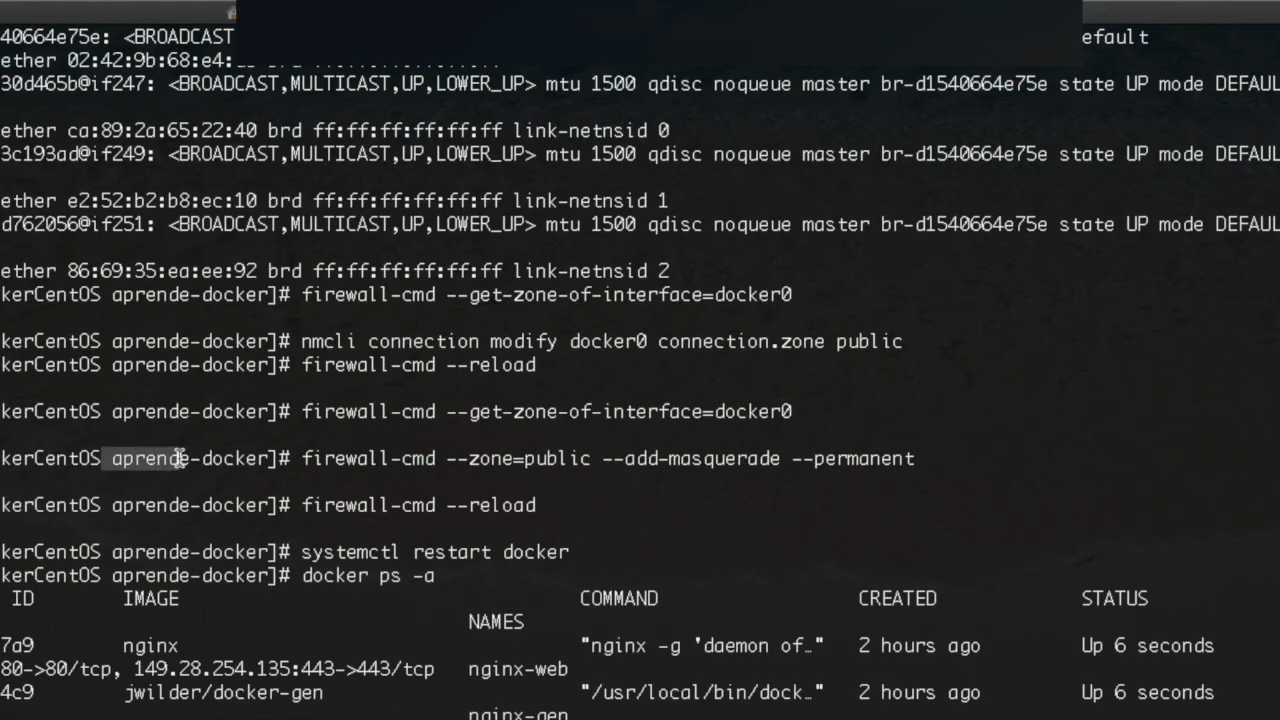 40664e75e: <BROADCAST efault
ether 02:42:9b:68:e4:
30d465b@if247: <BROADCAST,MULTICAST,UP,LOWER_UP> mtu 1500 qdisc noqueue master br-d1540664e75e state UP mode DEFAUL
ether ca:89:2a:65:22:40 brd ff:ff:ff:ff:ff:ff link-netnsid 0
3c193ad@if249: <BROADCAST,MULTICAST,UP,LOWER_UP> mtu 1500 qdisc noqueue master br-d1540664e75e state UP mode DEFAUL
ether e2:52:b2:b8:ec:10 brd ff:ff:ff:ff:ff:ff link-netnsid 1
d762056@if251: <BROADCAST,MULTICAST,UP,LOWER_UP> mtu 1500 qdisc noqueue master br-d1540664e75e state UP mode DEFAUL
ether 86:69:35:ea:ee:92 brd ff:ff:ff:ff:ff:ff link-netnsid 2
kerCentOS aprende-docker]# firewall-cmd --get-zone-of-interface=docker0
kerCentOS aprende-docker]# nmcli connection modify docker0 connection.zone public
kerCentOS aprende-docker]# firewall-cmd --reload
kerCentOS aprende-docker]# firewall-cmd --get-zone-of-interface=docker0
kerCentOS aprende-docker]# firewall-cmd --zone=public --add-masquerade --permanent
kerCentOS aprende-docker]# firewall-cmd --reload
kerCentOS aprende-docker]# systemctl restart docker
kerCentOS aprende-docker]# docker ps -a
ID IMAGE COMMAND CREATED STATUS
NAMES
7a9 nginx "nginx -g 'daemon of…" 2 hours ago Up 6 seconds
80->80/tcp, 149.28.254.135:443->443/tcp nginx-web
4c9 jwilder/docker-gen "/usr/local/bin/dock…" 2 hours ago Up 6 seconds
nginx-gen